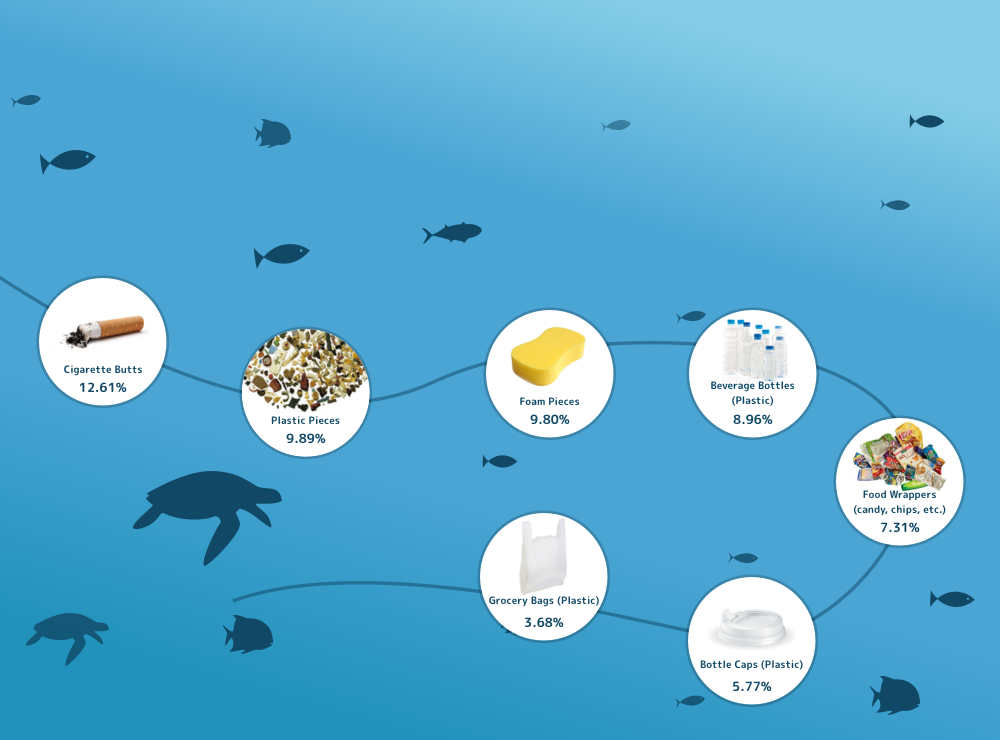 Cigarette Butts
12.61%
Plastic Pieces
9.89%
Foam Pieces
9.80%
Beverage Bottles
(Plastic)
8.96%
Food Wrappers
(candy, chips, etc.)
7.31%
Bottle Caps (Plastic)
5.77%
Grocery Bags (Plastic)
3.68%